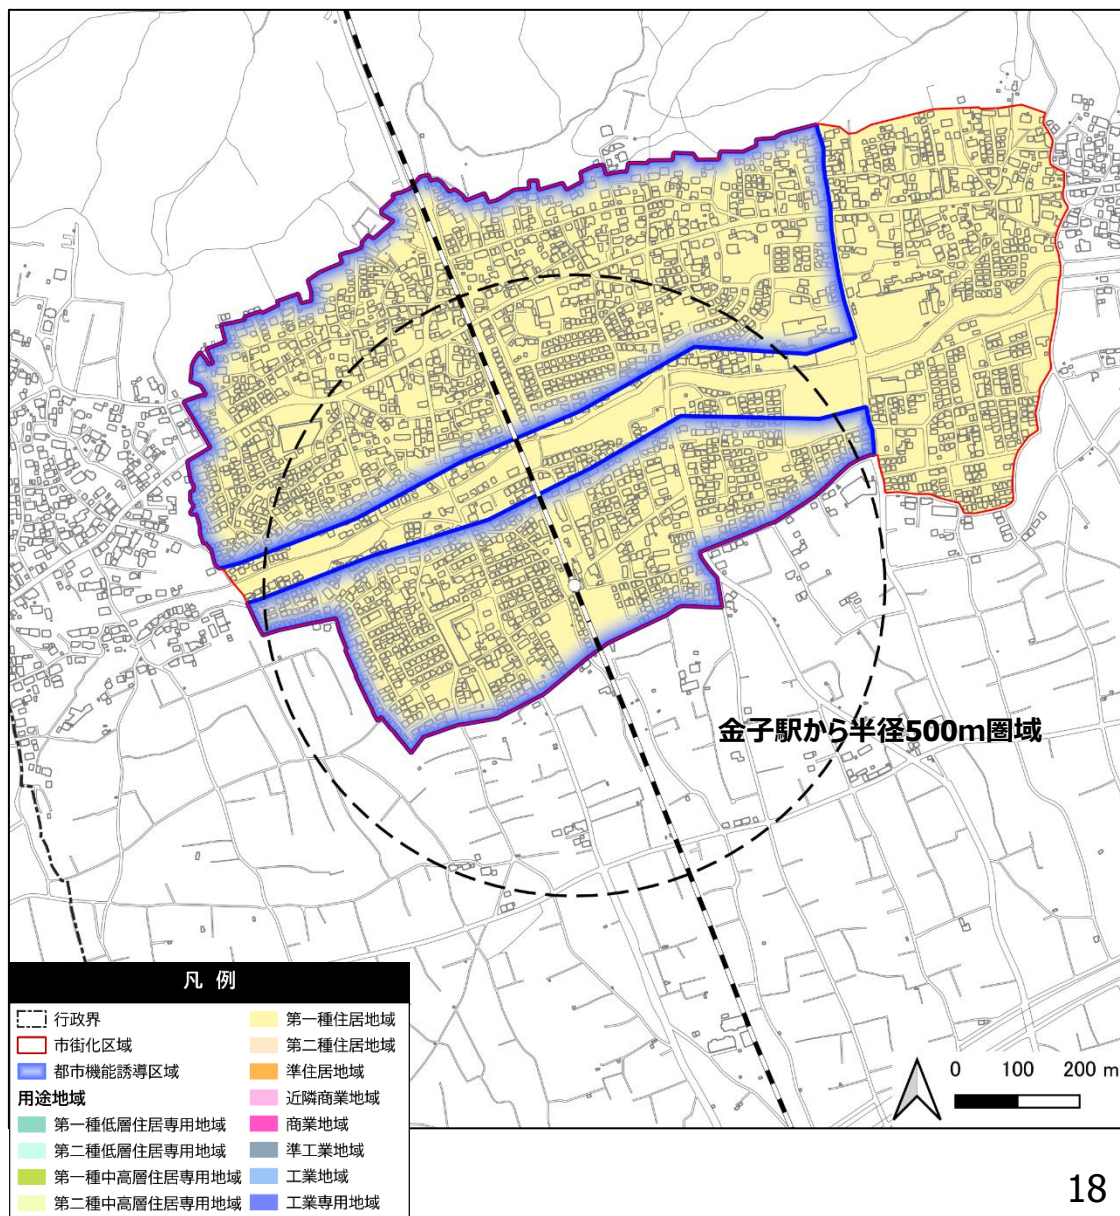 金子駅から半径500m圏域
0 100 200 m
凡 例
行政界
市街化区域
都市機能誘導区域
用途地域
第一種低層住居専用地域
第二種低層住居専用地域
第一種中高層住居専用地域
第二種中高層住居専用地域
第一種住居地域
第二種住居地域
準住居地域
近隣商業地域
商業地域
準工業地域
工業地域
工業専用地域
18